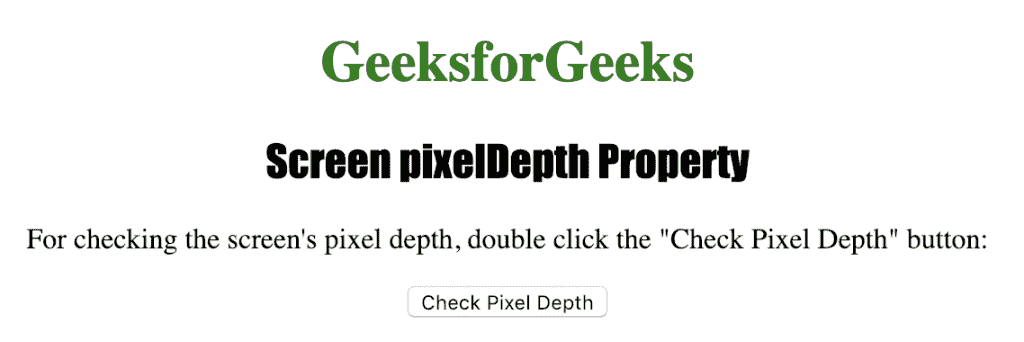 GeeksforGeeks
Screen pixelDepth Property
For checking the screen's pixel depth, double click the "Check Pixel Depth" button:
Check Pixel Depth